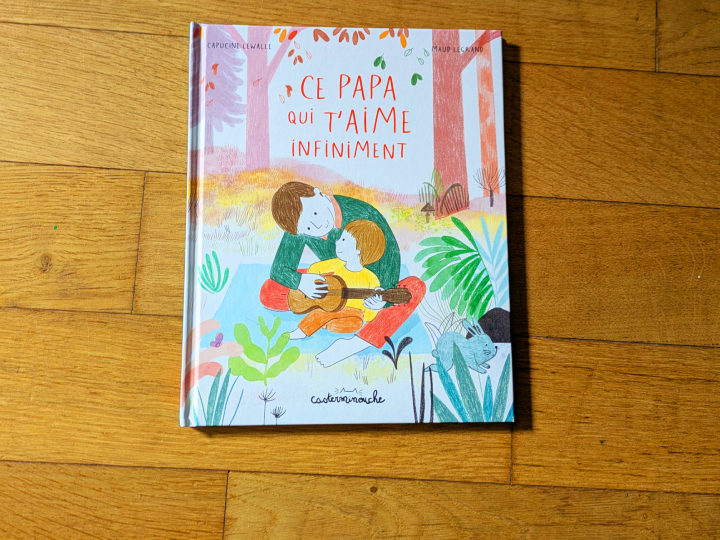 CAPUCINE LEWALLE
MAUD LEGRAND
CE PAPA
QUI T'AIME
INFINIMENT
casterminouche